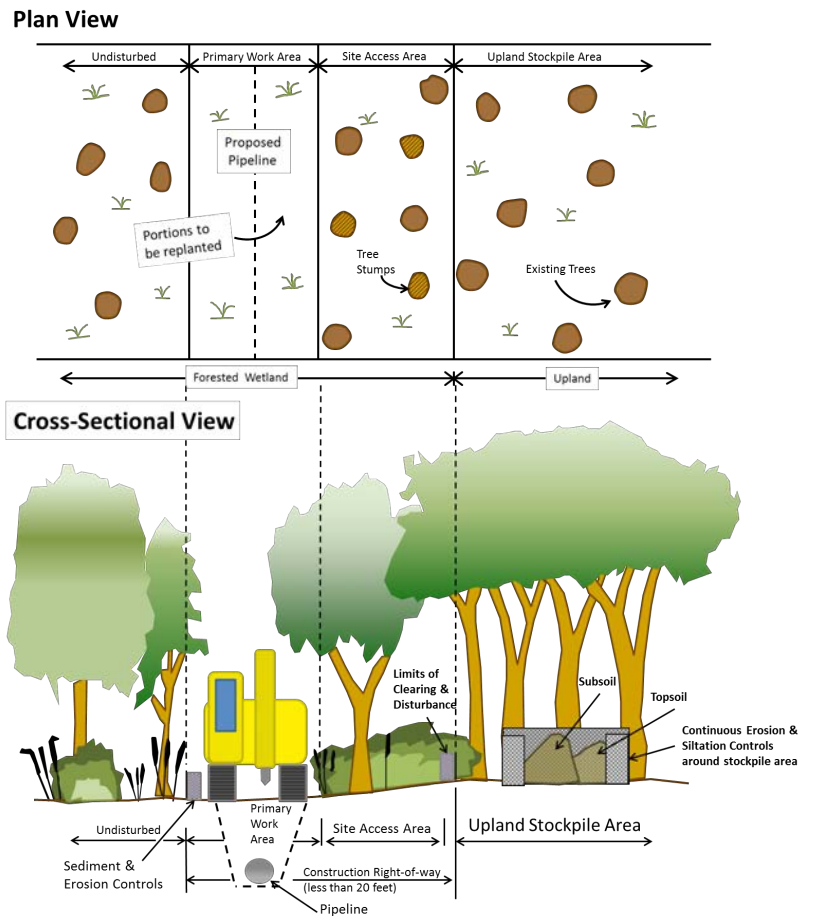 Plan View
Undisturbed
Primary Work Area
Site Access Area
Upland Stockpile Area
Proposed
Pipeline
Portions to
be replanted
Tree
Stumps
Existing Trees
Forested Wetland
Upland
Cross-Sectional View
Limits of
Clearing &
Disturbance
Subsoil
Topsoil
Continuous Erosion &
Siltation Controls
around stockpile area
Undisturbed
Primary
Work
Area
Site Access Area
Upland Stockpile Area
Sediment &
Erosion Controls
Construction Right-of-way
(less than 20 feet)
Pipeline